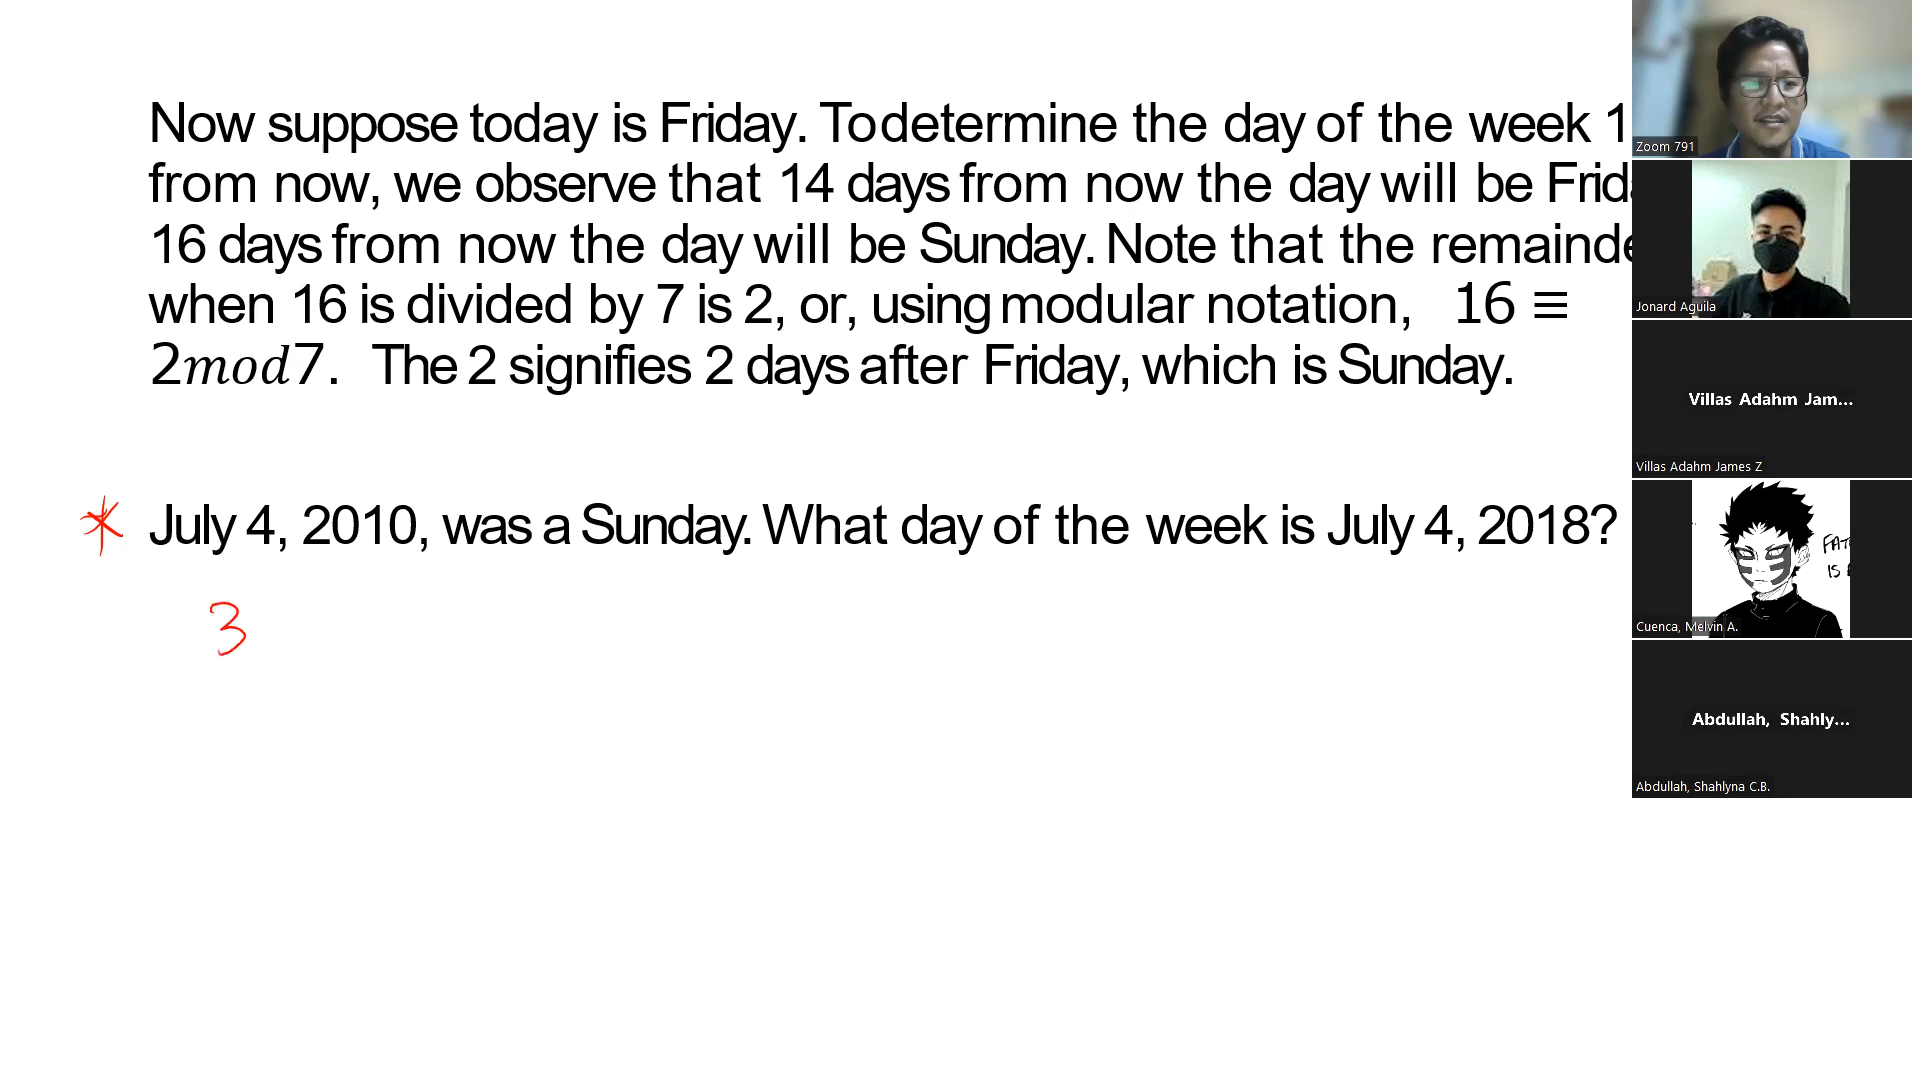 Now suppose today is Friday. To determine the day of the week 1
from now, we observe that 14 days from now the day will be Frid
16 days from now the day will be Sunday. Note that the remainde
when 16 is divided by 7 is 2, or, using modular notation, 16 ≡
2mod7. The 2 signifies 2 days after Friday, which is Sunday.
* July 4, 2010, was a Sunday. What day of the week is July 4, 2018?
3
Zoom 791
Jonard Aguila
Villas Adahm Jam...
Villas Adahm James Z
IS
Cuenca, Melvin A.
Abdullah, Shahly...
Abdullah, Shahlyna C.B.